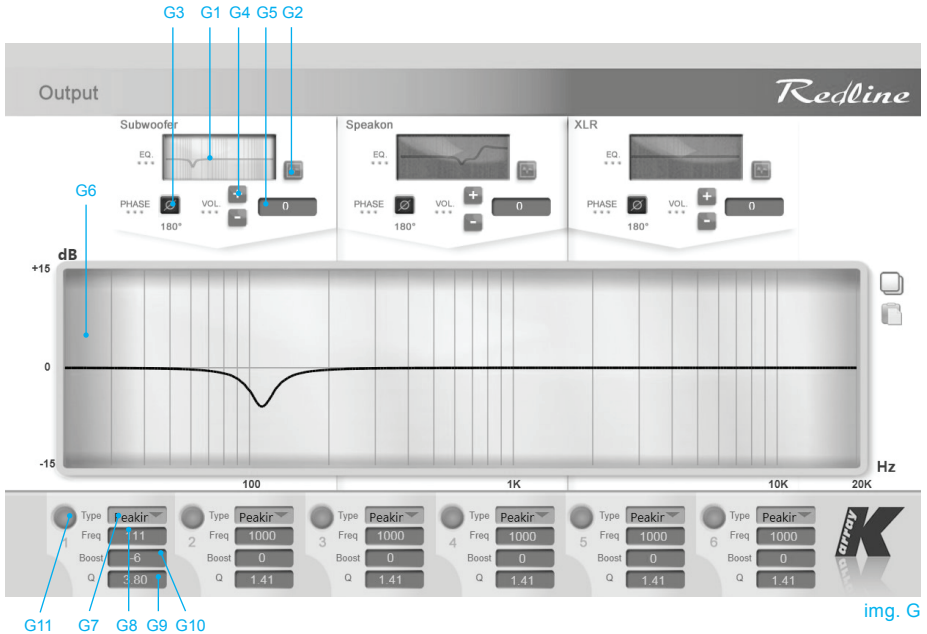 G3 G1 G4 G5 G2
Output
Redline
Subwoofer
Speakon
XLR
EQ.
EQ.
EQ.
G6
PHASE
180°
VOL.
+
-
0
PHASE
180°
VOL.
+
-
0
PHASE
180°
VOL.
+
-
0
dB
+15
0
-15
Hz
100 1K 10K 20K
1
Type Peakir
Freq 111
Boost -6
Q 3.80
2
Type Peakir
Freq 1000
Boost 0
Q 1.41
3
Type Peakir
Freq 1000
Boost 0
Q 1.41
4
Type Peakir
Freq 1000
Boost 0
Q 1.41
5
Type Peakir
Freq 1000
Boost 0
Q 1.41
6
Type Peakir
Freq 1000
Boost 0
Q 1.41
K array
G11 G7 G8 G9 G10
img. G